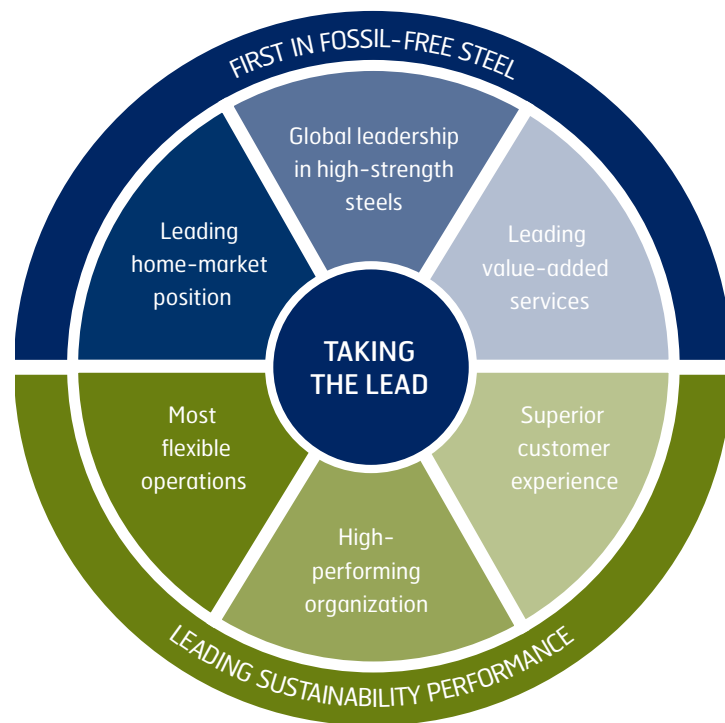 FIRST IN FOSSIL-FREE STEEL
Global leadership
in high-strength
steels
Leading
home-market
position
Leading
value-added
services
TAKING
THE LEAD
Most
flexible
operations
Superior
customer
experience
High-
performing
organization
LEADING SUSTAINABILITY PERFORMANCE